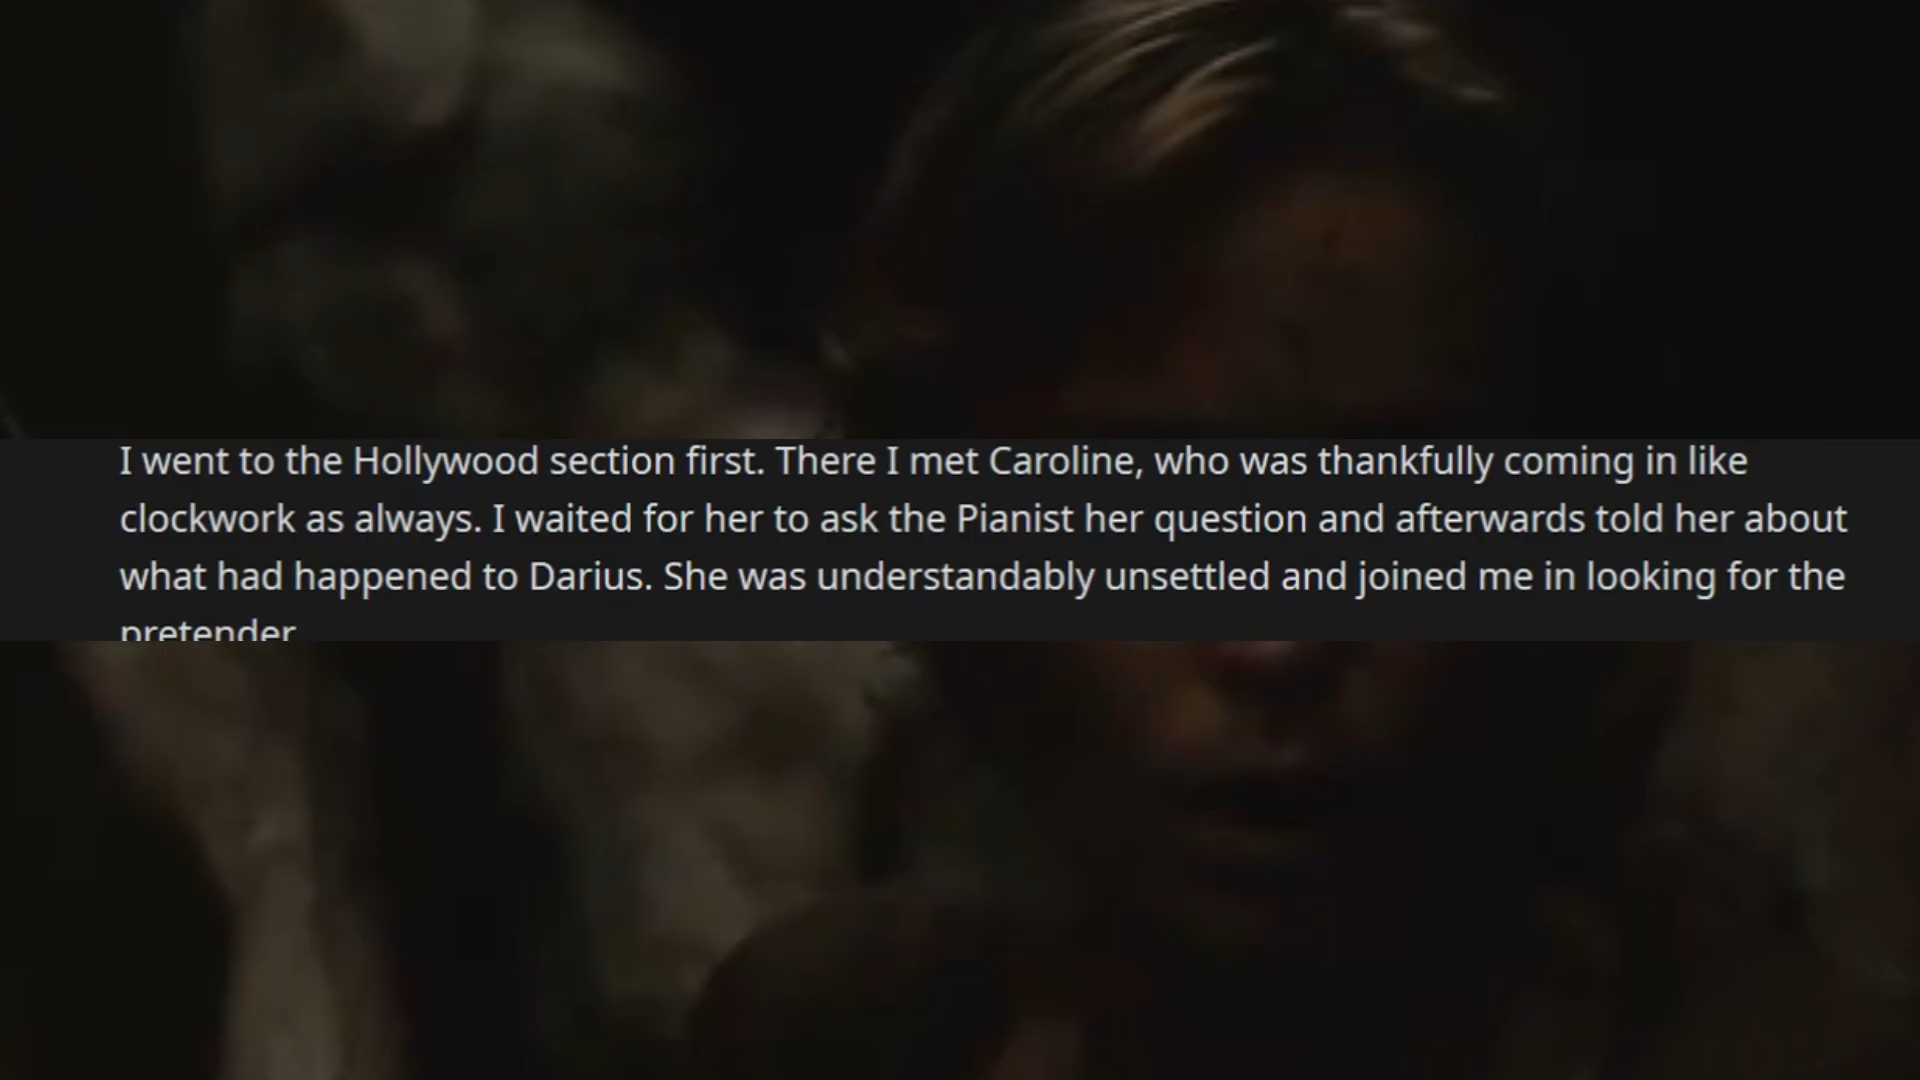 I went to the Hollywood section first. There I met Caroline, who was thankfully coming in like
clockwork as always. I waited for her to ask the Pianist her question and afterwards told her about
what had happened to Darius. She was understandably unsettled and joined me in looking for the
pretender